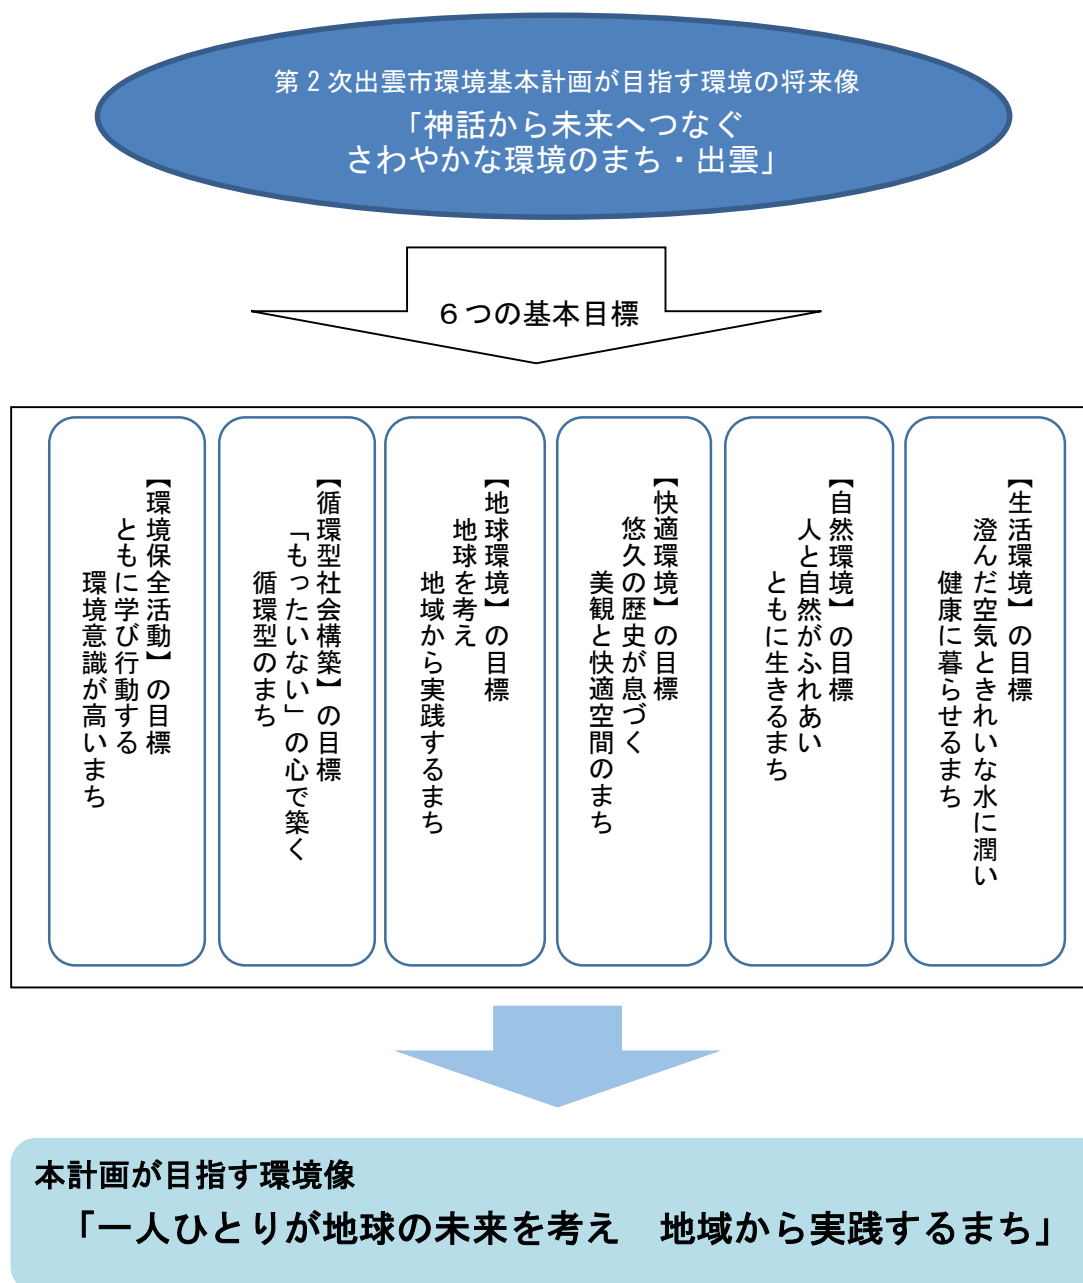 第２次出雲市環境基本計画が目指す環境の将来像
「神話から未来へつなぐ
さわやかな環境のまち・出雲」
６つの基本目標
【生活環境】の目標
澄んだ空気ときれいな水に潤い
健康に暮らせるまち
【自然環境】の目標
人と自然がふれあい
ともに生きるまち
【快適環境】の目標
悠久の歴史が息づく
美観と快適空間のまち
【地球環境】の目標
地球を考え
地域から実践するまち
【循環型社会構築】の目標
「もったいない」の心で築く
循環型のまち
【環境保全活動】の目標
ともに学び行動する
環境意識が高いまち
本計画が目指す環境像
「一人ひとりが地球の未来を考え　地域から実践するまち」